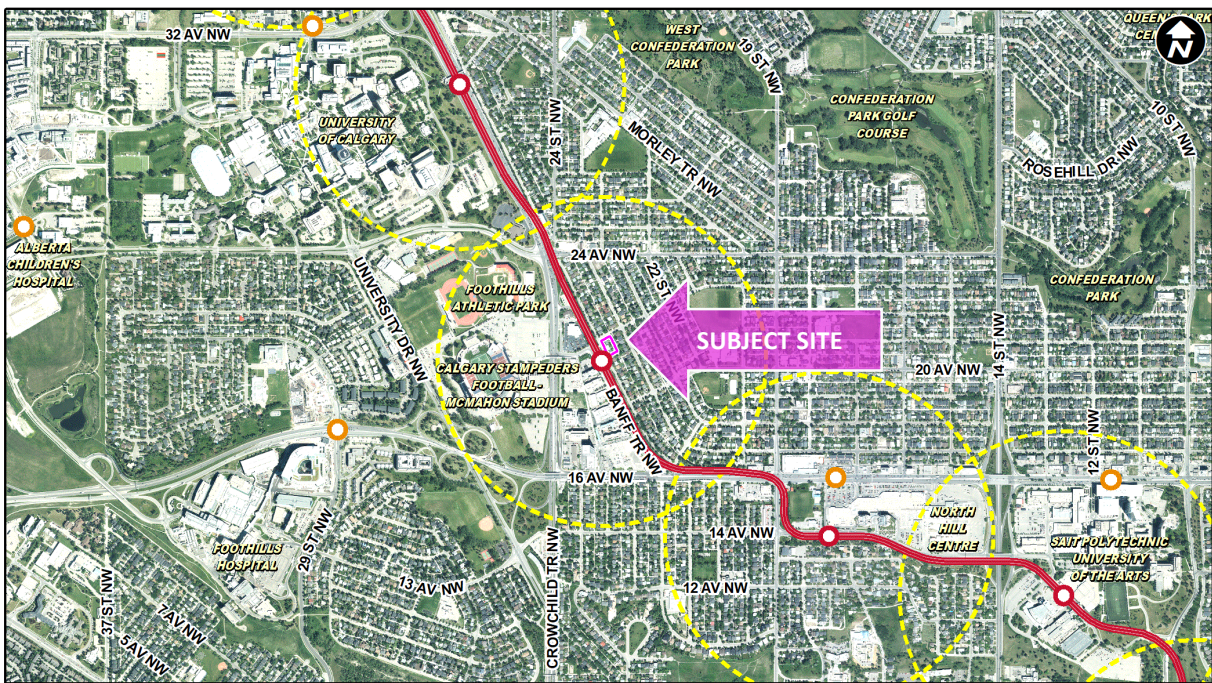 32 AV NW
WEST
CONFEDERATION
PARK
19 ST NW
QUEEN'S PARK
N
CONFEDERATION
PARK GOLF
COURSE
10 ST NW
UNIVERSITY
OF CALGARY
24 ST NW
MORLEY TR NW
ROSEHILL DR NW
ALBERTA
CHILDREN'S
HOSPITAL
24 AV NW
UNIVERSITY DR NW
22 ST NW
CONFEDERATION
PARK
FOOTHILLS
ATHLETIC PARK
SUBJECT SITE
14 ST NW
CALGARY STAMPEDERS
FOOTBALL -
MCMAHON STADIUM
20 AV NW
BANFF TR NW
12 ST NW
16 AV NW
29 ST NW
NORTH
HILL
CENTRE
14 AV NW
FOOTHILLS
HOSPITAL
SAIT POLYTECHNIC
UNIVERSITY
OF THE ARTS
13 AV NW
12 AV NW
37 ST NW
7 AV NW
5 AV NW
CROWCHILD TR NW